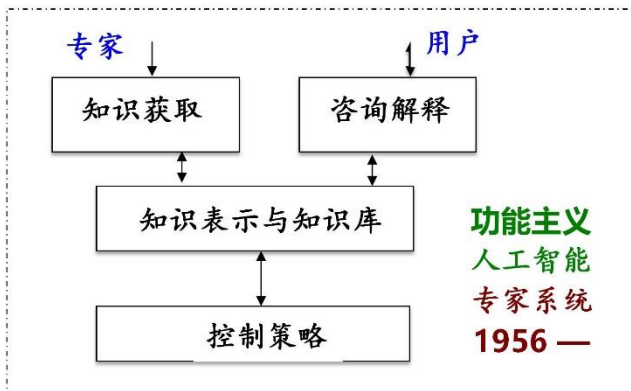 专家
用户
知识获取
咨询解释
知识表示与知识库
功能主义
人工智能
专家系统
控制策略
1956 —